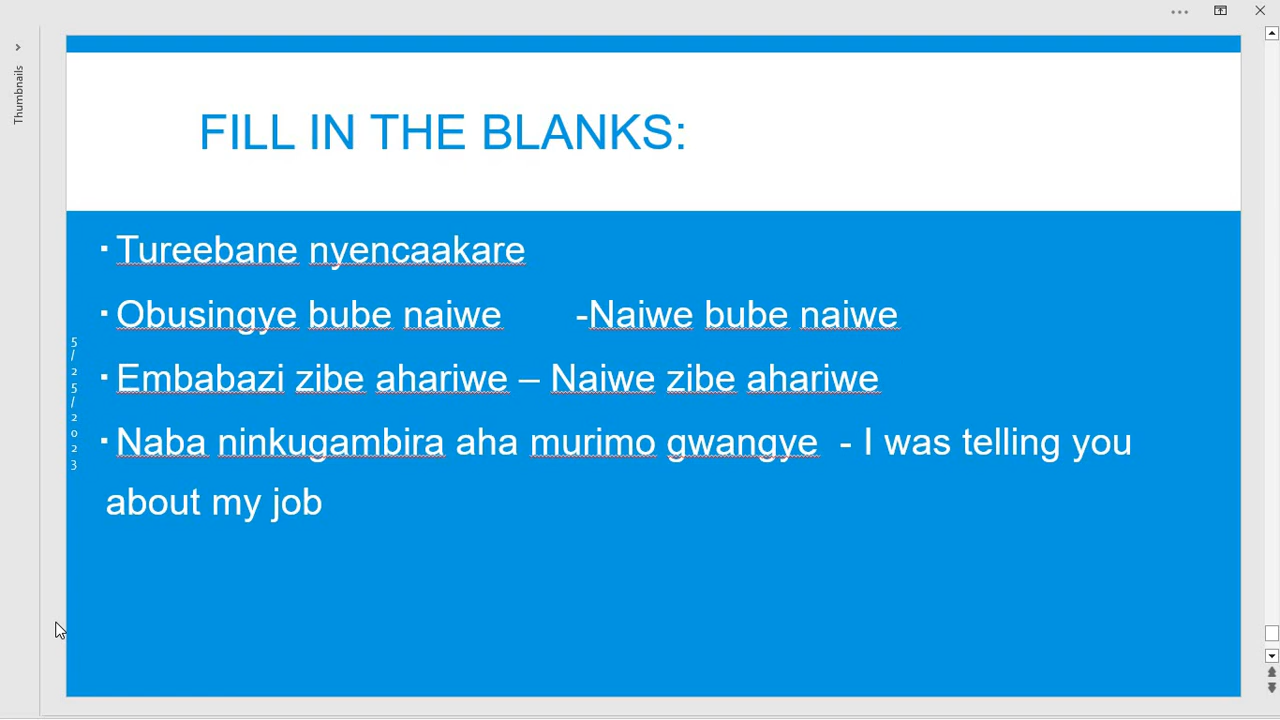 Thumbnails
FILL IN THE BLANKS:
▪ Tureebane nyencaakare
▪ Obusingye bube naiwe -Naiwe bube naiwe
▪ Embabazi zibe ahariwe – Naiwe zibe ahariwe
▪ Naba ninkugambira aha murimo gwangye - I was telling you
about my job
5/25/2023